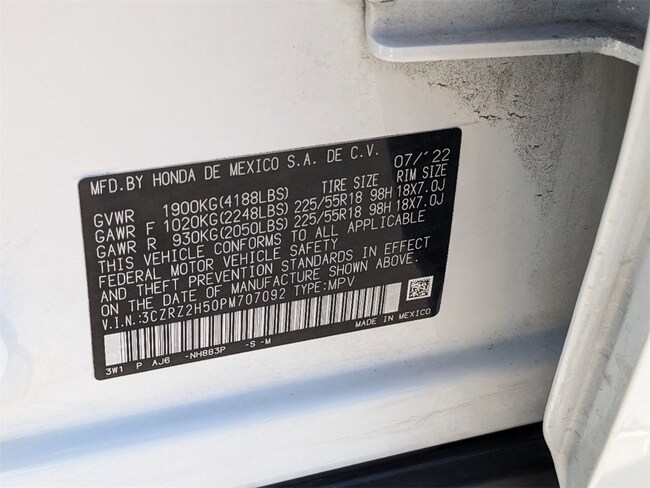 MFD.BY HONDA DE MEXICO S.A. DE C.V. 07/'22
TIRE SIZE RIM SIZE
GVWR 1900KG(4188LBS)
GAWR F 1020KG(2248LBS) 225/55R18 98H 18X7.0J
GAWR R 930KG(2050LBS) 225/55R18 98H 18X7.0J
THIS VEHICLE CONFORMS TO ALL APPLICABLE
FEDERAL MOTOR VEHICLE SAFETY
AND THEFT PREVENTION STANDARDS IN EFFECT
ON THE DATE OF MANUFACTURE SHOWN ABOVE.
V.I.N.:3CZRZ2H50PM707092 TYPE:MPV
MADE IN MEXICO
3W1 P AJ6 -NH883P -S -M